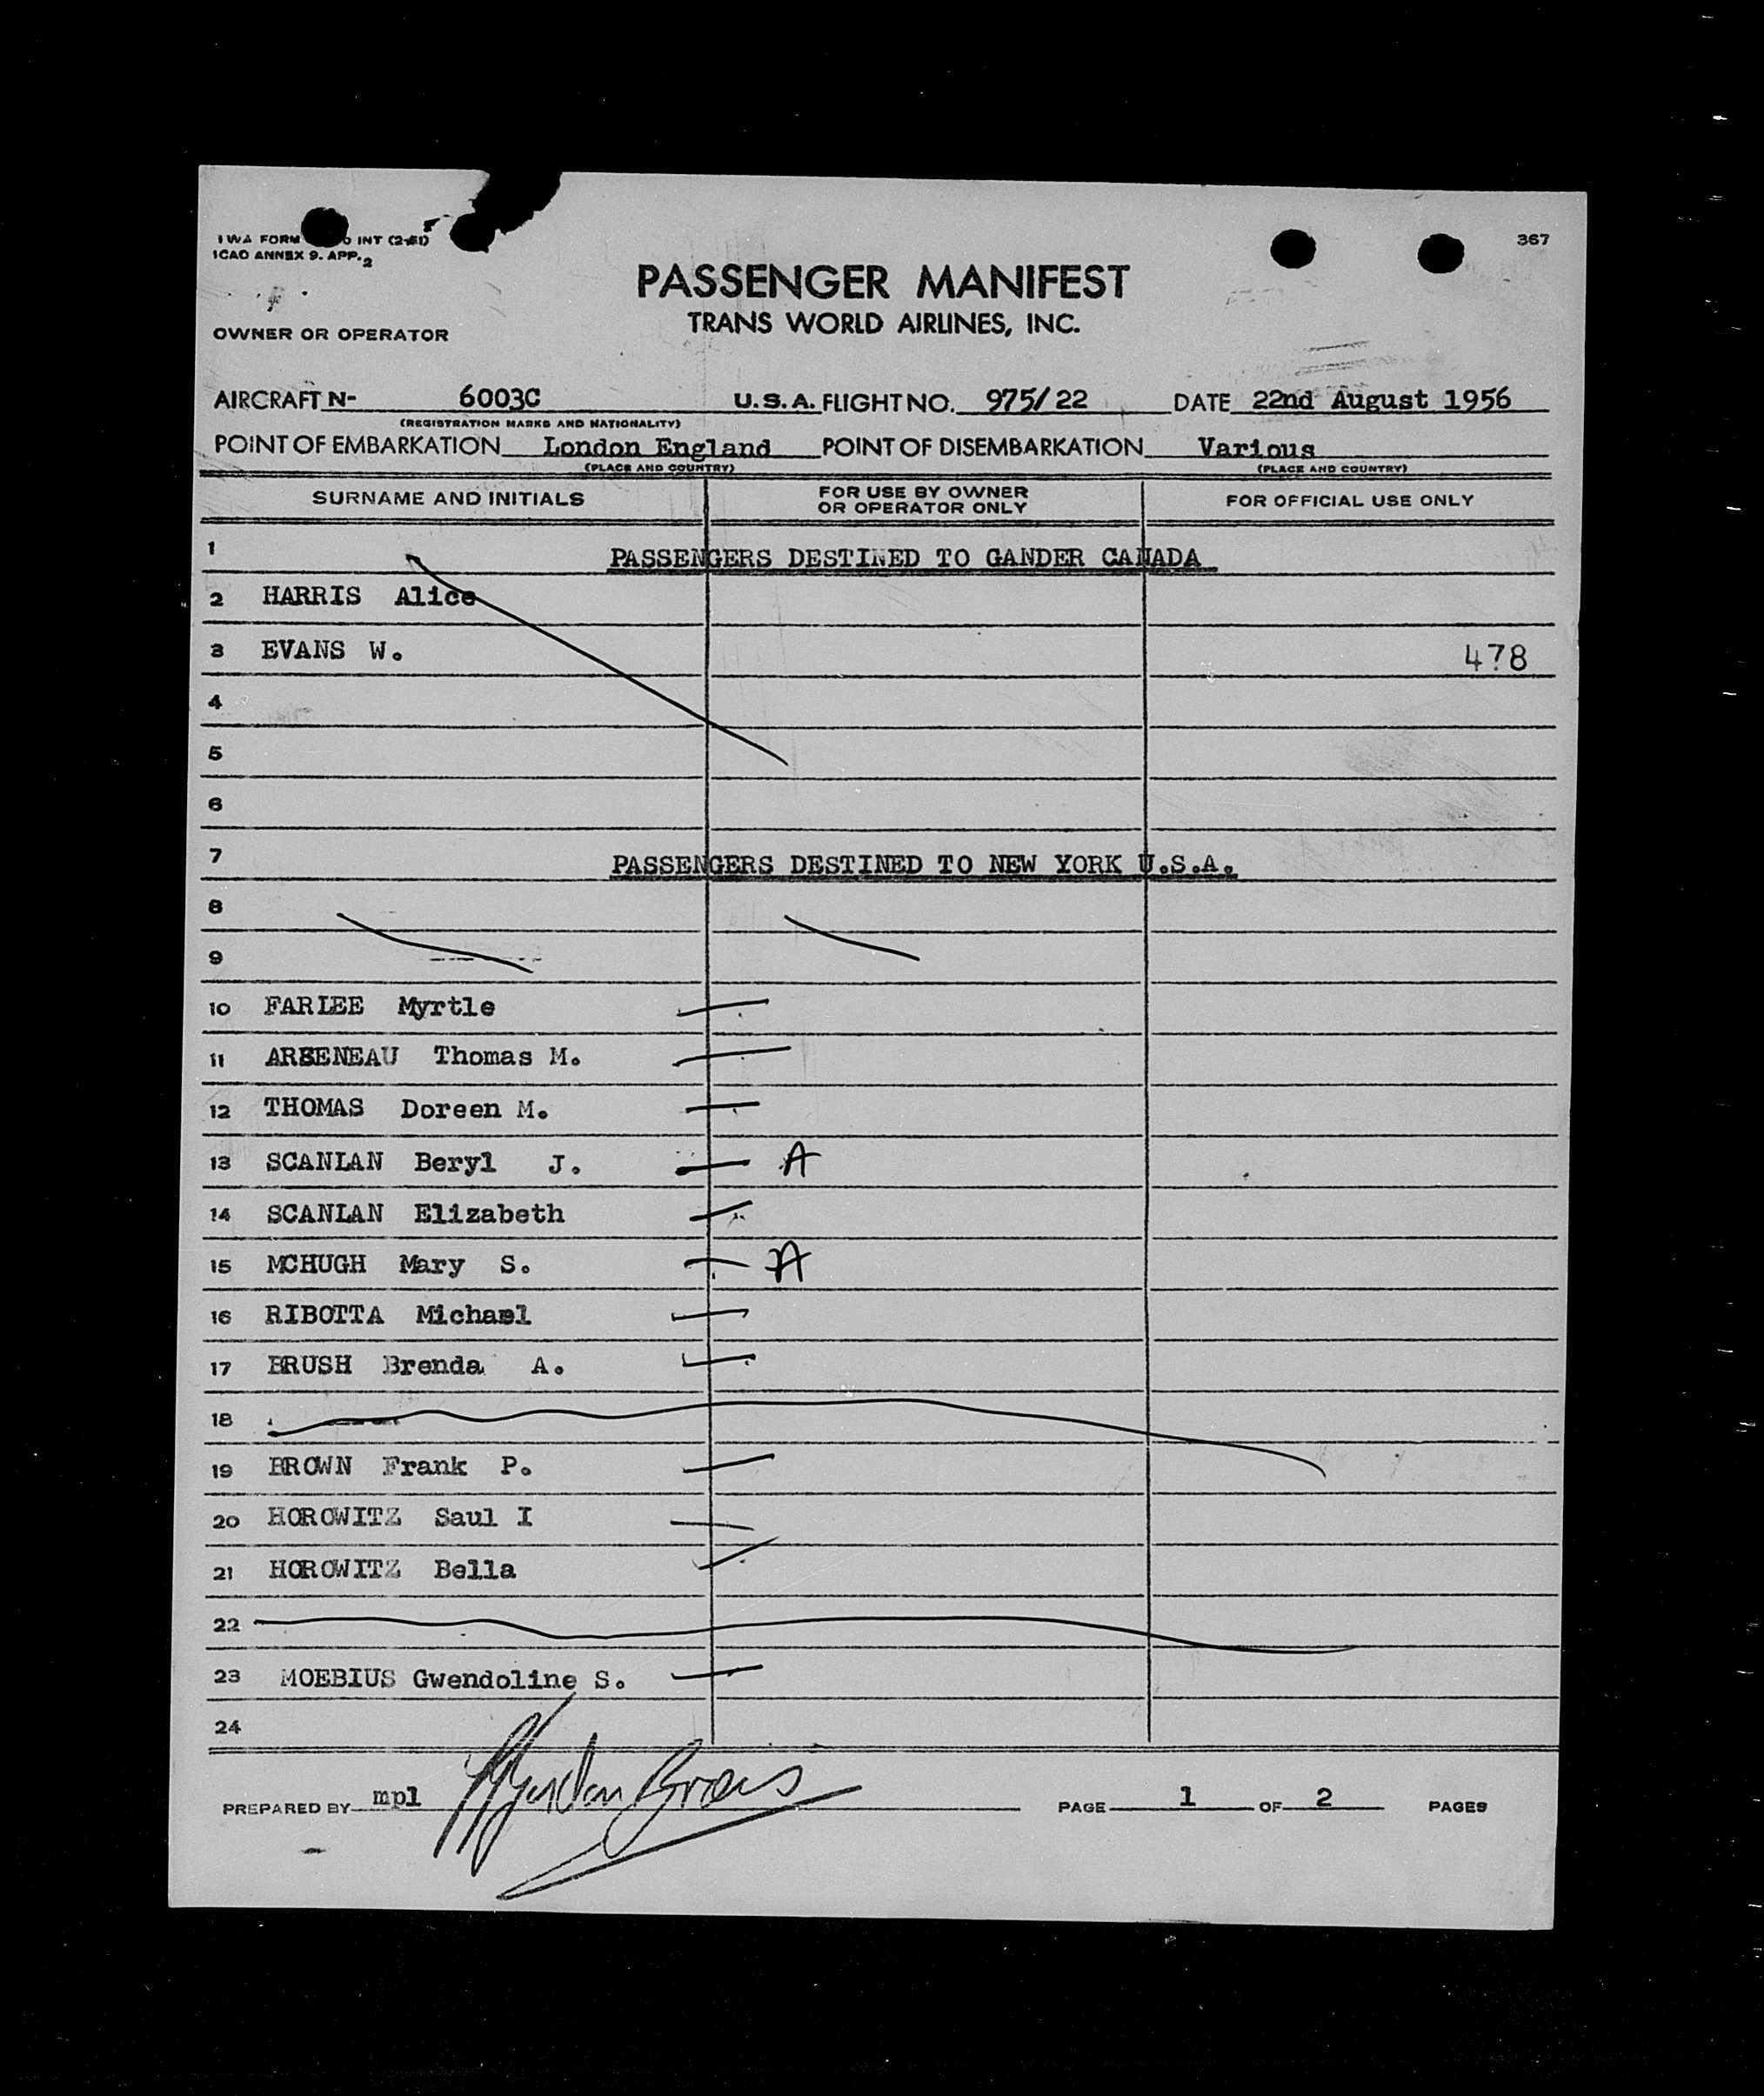 367
TWA FORM INT (2-51)
ICAO ANNEX 9. APP. 2
PASSENGER MANIFEST
TRANS WORLD AIRLINES, INC.
OWNER OR OPERATOR
AIRCRAFT N- 6003C U.S.A. FLIGHT NO. 975/22 DATE 22nd August 1956
(REGISTRATION MARKS AND NATIONALITY)
POINT OF EMBARKATION London England POINT OF DISEMBARKATION Various
(PLACE AND COUNTRY) (PLACE AND COUNTRY)
SURNAME AND INITIALS FOR USE BY OWNER OR OPERATOR ONLY FOR OFFICIAL USE ONLY
1 PASSENGERS DESTINED TO GANDER CANADA
2 HARRIS Alice
3 EVANS W. 478
4
5
6
7 PASSENGERS DESTINED TO NEW YORK U.S.A.
8
9
10 FARLEE Myrtle
11 ARSENEAU Thomas M.
12 THOMAS Doreen M.
13 SCANLAN Beryl J. A
14 SCANLAN Elizabeth
15 MCHUGH Mary S. A
16 RIBOTTA Michael
17 BRUSH Brenda A.
18
19 BROWN Frank P.
20 HOROWITZ Saul I
21 HOROWITZ Bella
22
23 MOEBIUS Gwendoline S.
24
PREPARED BY mpl PAGE 1 OF 2 PAGES